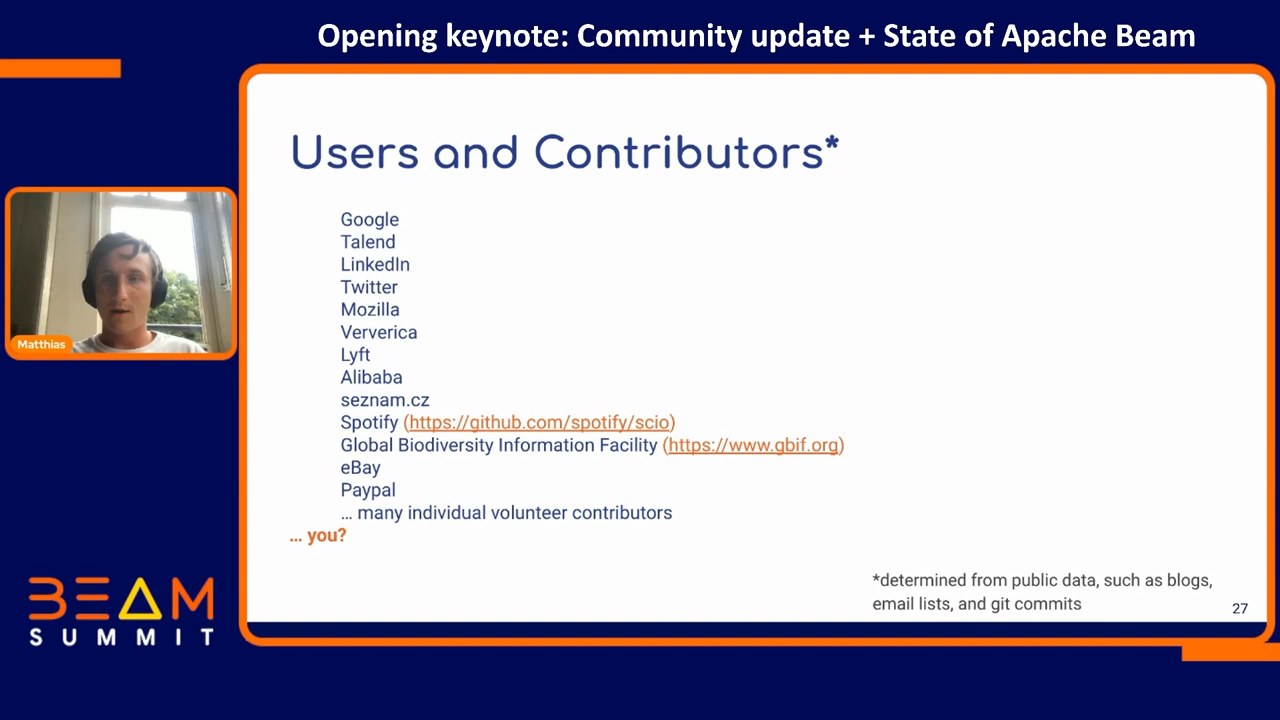 Opening keynote: Community update + State of Apache Beam
Users and Contributors*
Google
Talend
LinkedIn
Twitter
Mozilla
Ververica
Lyft
Alibaba
seznam.cz
Spotify (https://github.com/spotify/scio)
Global Biodiversity Information Facility (https://www.gbif.org)
eBay
Paypal
... many individual volunteer contributors
... you?
*determined from public data, such as blogs,
email lists, and git commits
27
Matthias
BEAM
SUMMIT